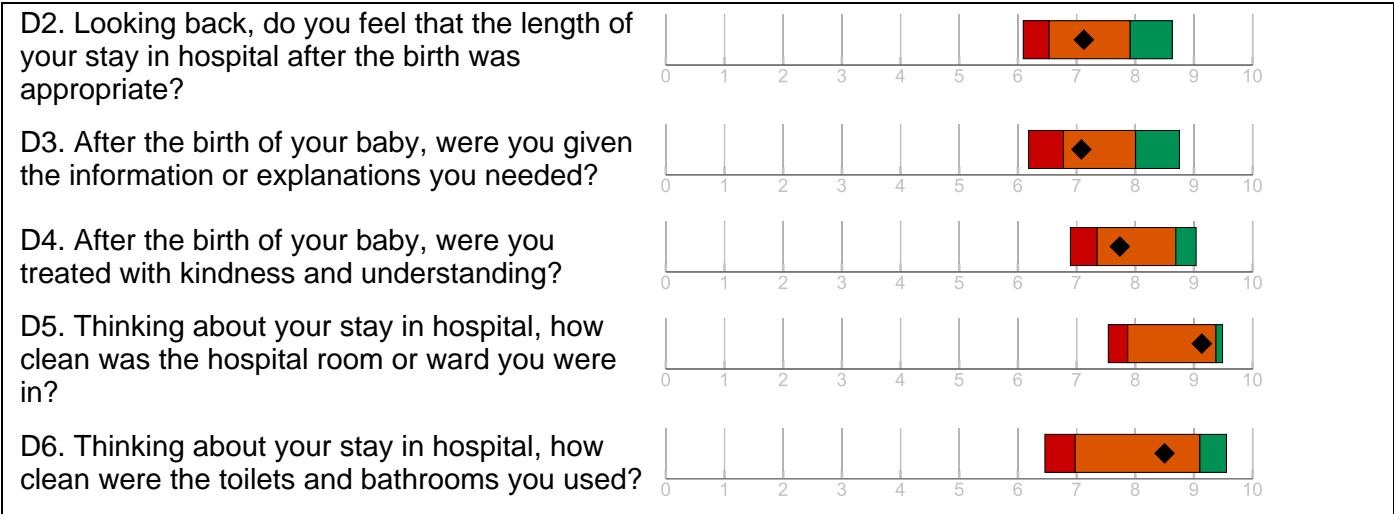 D2. Looking back, do you feel that the length of
your stay in hospital after the birth was
appropriate?
0 1 2 3 4 5 6 7 8 9 10
D3. After the birth of your baby, were you given
the information or explanations you needed?
0 1 2 3 4 5 6 7 8 9 10
D4. After the birth of your baby, were you
treated with kindness and understanding?
0 1 2 3 4 5 6 7 8 9 10
D5. Thinking about your stay in hospital, how
clean was the hospital room or ward you were
in?
0 1 2 3 4 5 6 7 8 9 10
D6. Thinking about your stay in hospital, how
clean were the toilets and bathrooms you used?
0 1 2 3 4 5 6 7 8 9 10